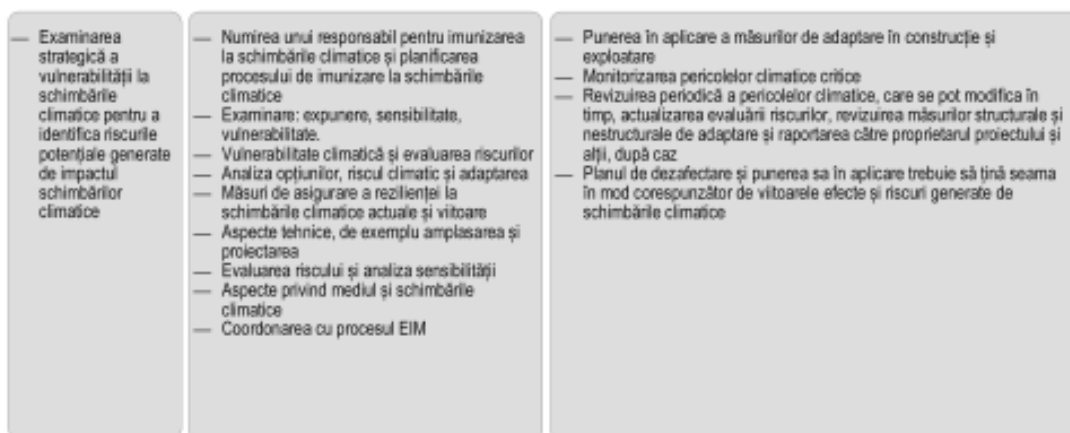 — Examinarea
strategică a
vulnerabilității la
schimbările
climatice pentru a
identifica riscurile
potențiale generate
de impactul
schimbărilor
climatice
— Numirea unui responsabil pentru imunizarea
la schimbările climatice și planificarea
procesului de imunizare la schimbările
climatice
— Examinare: expunere, sensibilitate,
vulnerabilitate.
— Vulnerabilitate climatică și evaluarea riscurilor
— Analiza opțiunilor, riscul climatic și adaptarea
— Măsuri de asigurare a rezilienței la
schimbările climatice actuale și viitoare
— Aspecte tehnice, de exemplu amplasarea și
proiectarea
— Evaluarea riscului și analiza sensibilității
— Aspecte privind mediul și schimbările
climatice
— Coordonarea cu procesul EIM
— Punerea în aplicare a măsurilor de adaptare în construcție și
exploatare
— Monitorizarea pericolelor climatice critice
— Revizuirea periodică a pericolelor climatice, care se pot modifica în
timp, actualizarea evaluării riscurilor, revizuirea măsurilor structurale și
nestructurale de adaptare și raportarea către proprietarul proiectului și
alții, după caz
— Planul de dezafectare și punerea sa în aplicare trebuie să țină seama
în mod corespunzător de viitoarele efecte și riscuri generate de
schimbările climatice